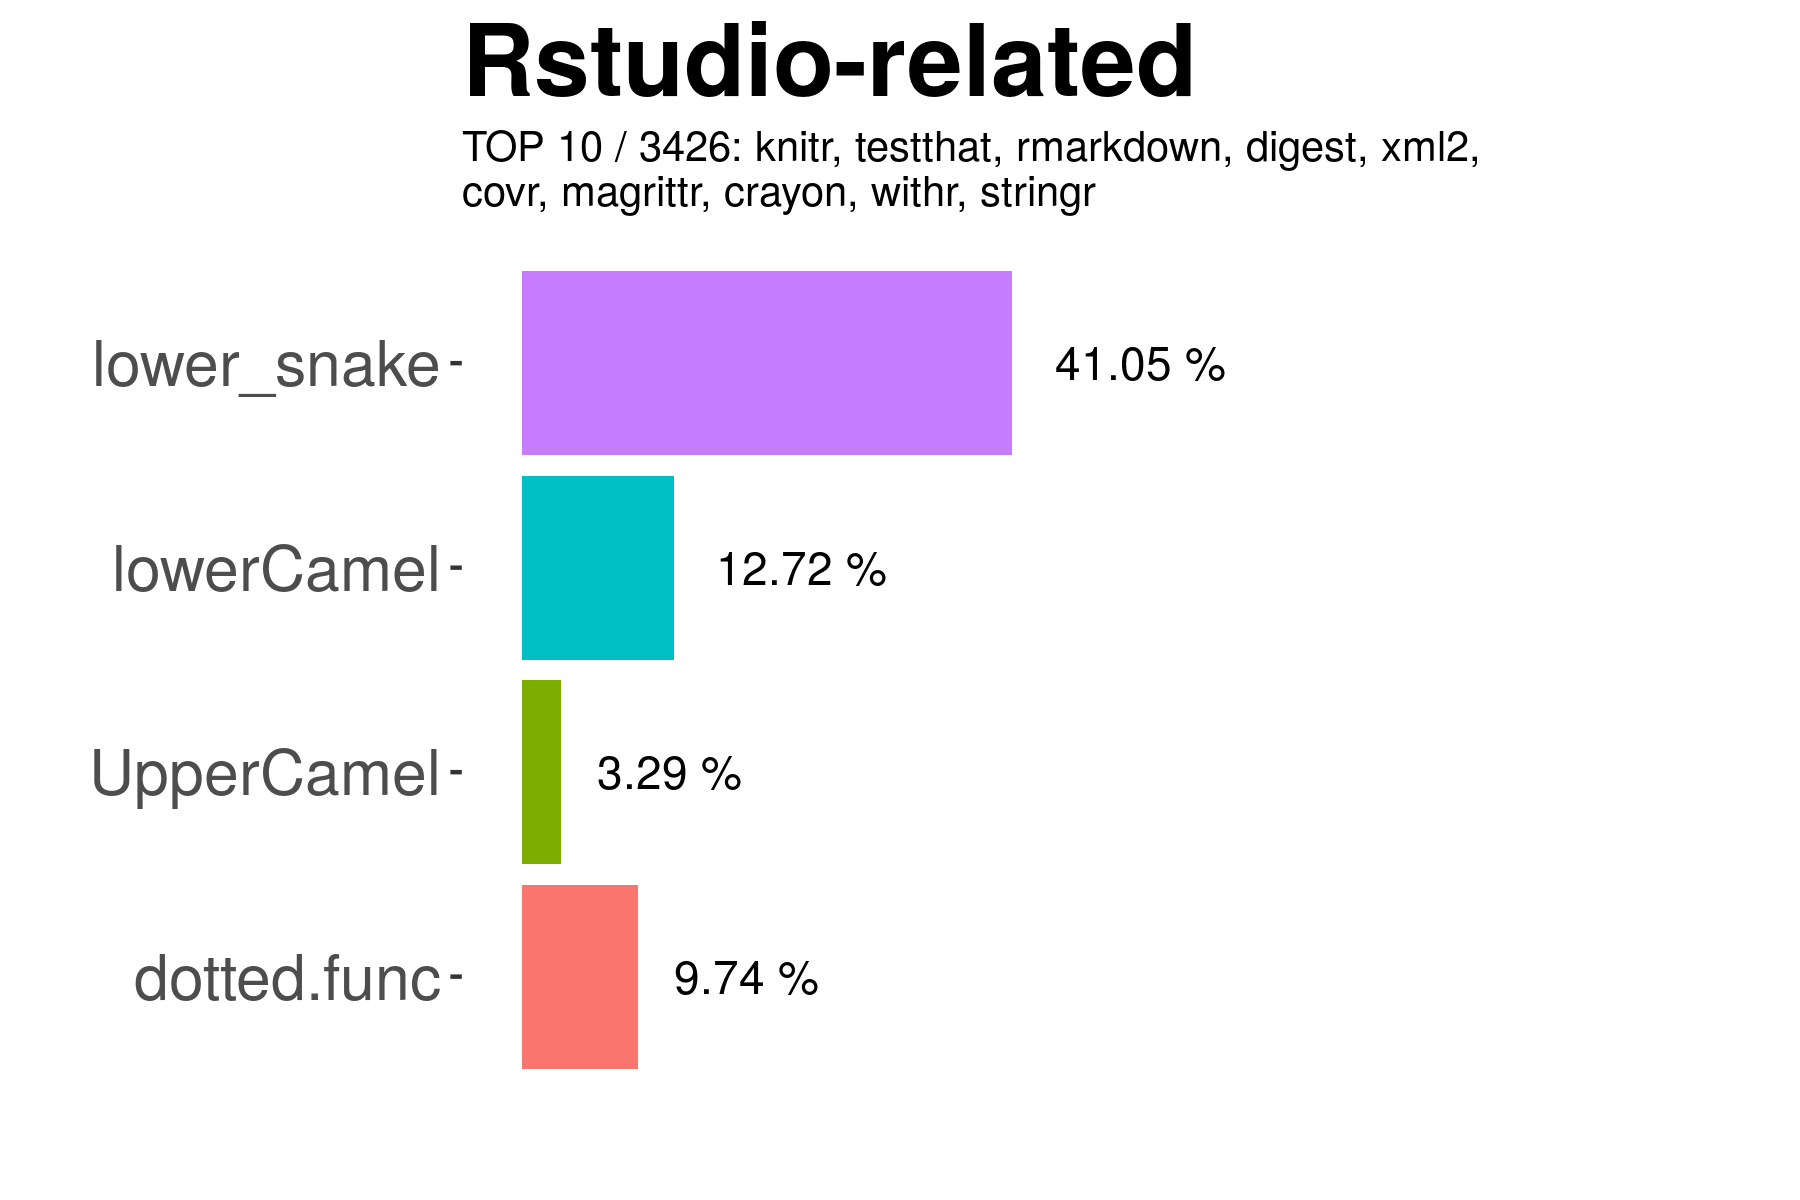 Rstudio-related
TOP 10 / 3426: knitr, testthat, rmarkdown, digest, xml2,
covr, magrittr, crayon, withr, stringr
lower_snake
41.05 %
lowerCamel
12.72 %
UpperCamel
3.29 %
dotted.func
9.74 %